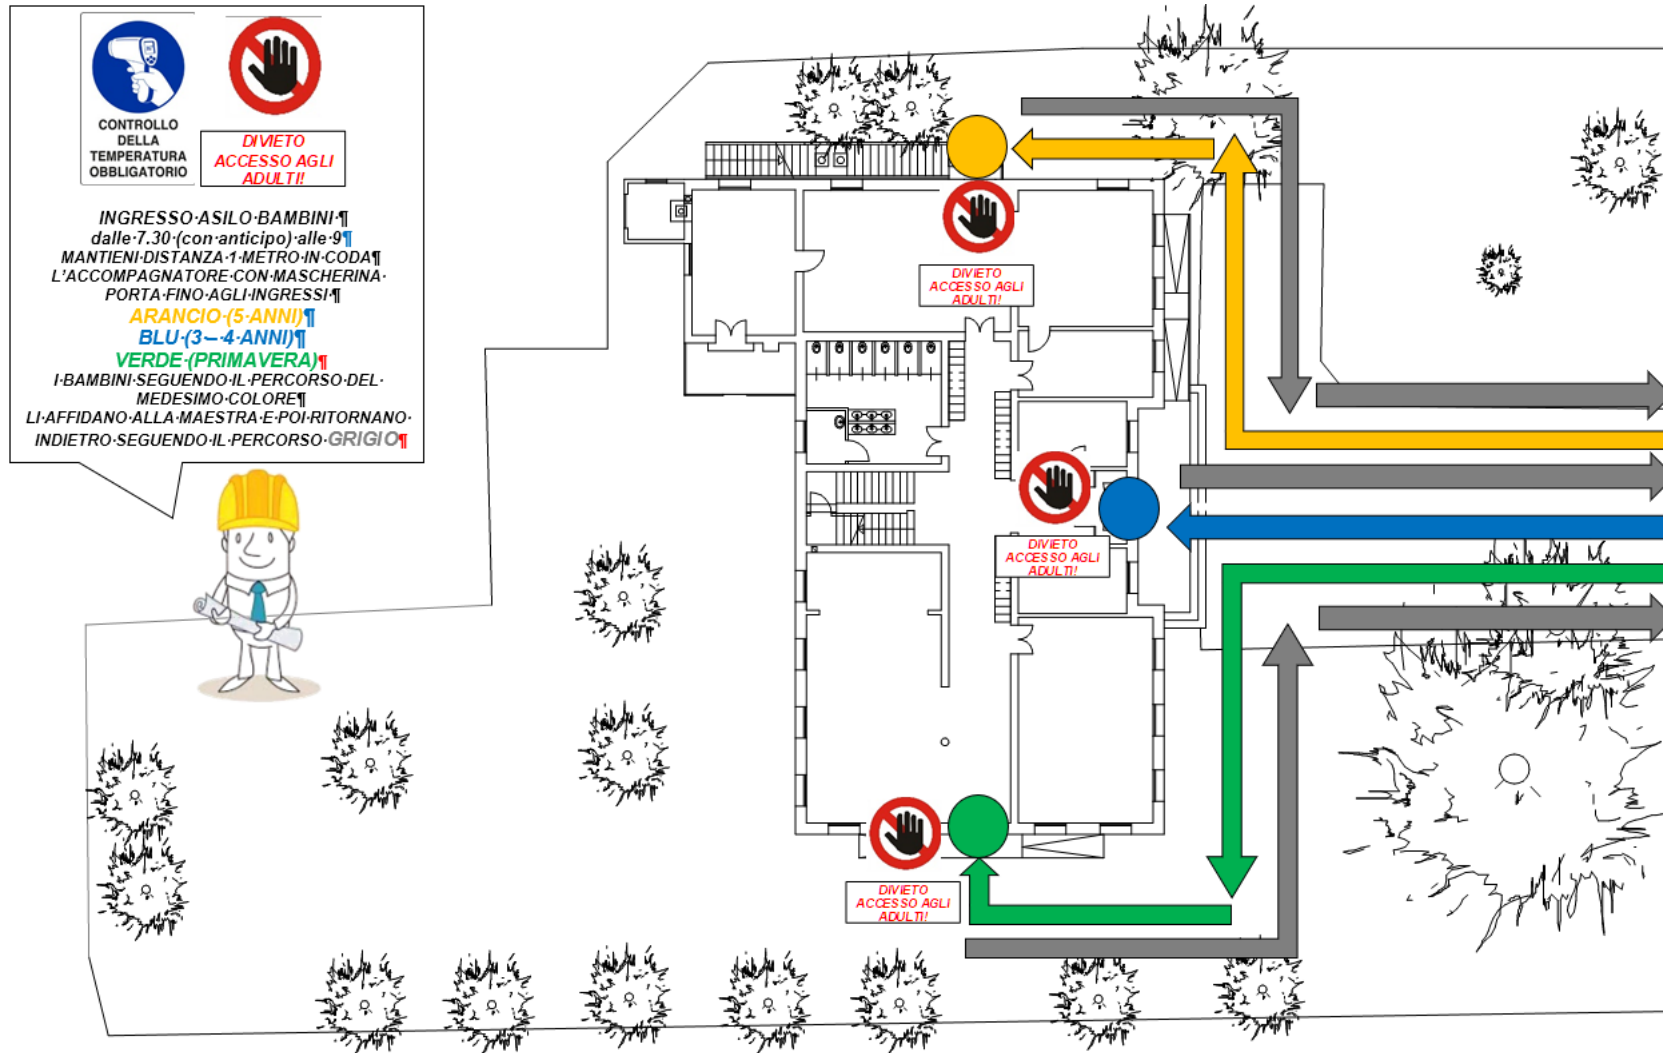 CONTROLLO
DELLA
TEMPERATURA
OBBLIGATORIO
DIVIETO
ACCESSO AGLI
ADULTI!
INGRESSO·ASILO·BAMBINI·¶
dalle·7.30·(con·anticipo)·alle·9¶
MANTIENI·DISTANZA·1·METRO·IN·CODA¶
L'ACCOMPAGNATORE·CON·MASCHERINA·
PORTA·FINO·AGLI·INGRESSI·¶
ARANCIO·(5·ANNI)¶
BLU·(3·–·4·ANNI)¶
VERDE·(PRIMAVERA)¶
I·BAMBINI·SEGUENDO·IL·PERCORSO·DEL·
MEDESIMO·COLORE¶
LI·AFFIDANO·ALLA·MAESTRA·E·POI·RITORNANO·
INDIETRO·SEGUENDO·IL·PERCORSO·GRIGIO¶
DIVIETO
ACCESSO AGLI
ADULTI!
DIVIETO
ACCESSO AGLI
ADULTI!
DIVIETO
ACCESSO AGLI
ADULTI!